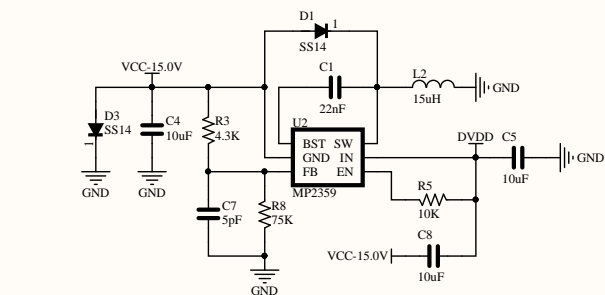 D1
1
SS14
VCC-15.0V
C1
22nF
L2
15uH
GND
D3
SS14
1
C4
10uF
R3
4.3K
U2
BST SW
GND IN
FB EN
MP2359
DVDD
C5
10uF
GND
GND
GND
C7
5pF
R8
75K
R5
10K
VCC-15.0V
C8
10uF
GND